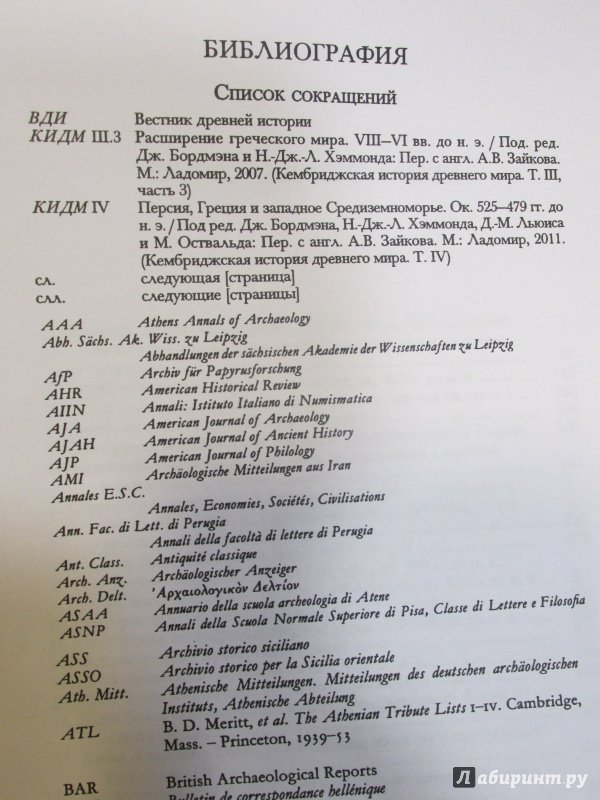 БИБЛИОГРАФИЯ
Список сокращений
ВДИ Вестник древней истории
КИДМ III.3 Расширение греческого мира. VIII—VI вв. до н. э. / Под. ред.
Дж. Бордмэна и Н.-Дж.-Л. Хэммонда: Пер. с англ. А.В. Зайкова.
М.: Ладомир, 2007. (Кембриджская история древнего мира. Т. III,
часть 3)
КИДМ IV Персия, Греция и западное Средиземноморье. Ок. 525—479 гг. до
н. э. / Под ред. Дж. Бордмэна, Н.-Дж.-Л. Хэммонда, Д.-М. Льюиса
и М. Оствальда: Пер. с англ. А.В. Зайкова. М.: Ладомир, 2011.
(Кембриджская история древнего мира. Т. IV)
сл. следующая [страница]
слл. следующие [страницы]
AAA Athens Annals of Archaeology
Abh. Sächs. Ak. Wiss. zu Leipzig
Abhandlungen der sächsischen Akademie der Wissenschaften zu Leipzig
AfP Archiv für Papyrusforschung
AHR American Historical Review
AIIN Annali: Istituto Italiano di Numismatica
AJA American Journal of Archaeology
AJAH American Journal of Ancient History
AJP American Journal of Philology
AMI Archäologische Mitteilungen aus Iran
Annales E.S.C.
Annales, Economies, Sociétés, Civilisations
Ann. Fac. di Lett. di Perugia
Annali della facoltà di lettere di Perugia
Ant. Class. Antiquité classique
Arch. Anz. Archäologischer Anzeiger
Arch. Delt. Ἀρχαιολογικὸν Δελτίον
ASAA Annuario della scuola archeologia di Atene
ASNP Annali della Scuola Normale Superiore di Pisa, Classe di Lettere e Filosofia
ASS Archivio storico siciliano
ASSO Archivio storico per la Sicilia orientale
Ath. Mitt. Athenische Mitteilungen. Mitteilungen des deutschen archäologischen
Instituts, Athenische Abteilung
ATL B. D. Meritt, et al. The Athenian Tribute Lists I–IV. Cambridge,
Mass. – Princeton, 1939–53
BAR British Archaeological Reports
Bulletin de correspondance hellénique
Лабиринт.ру